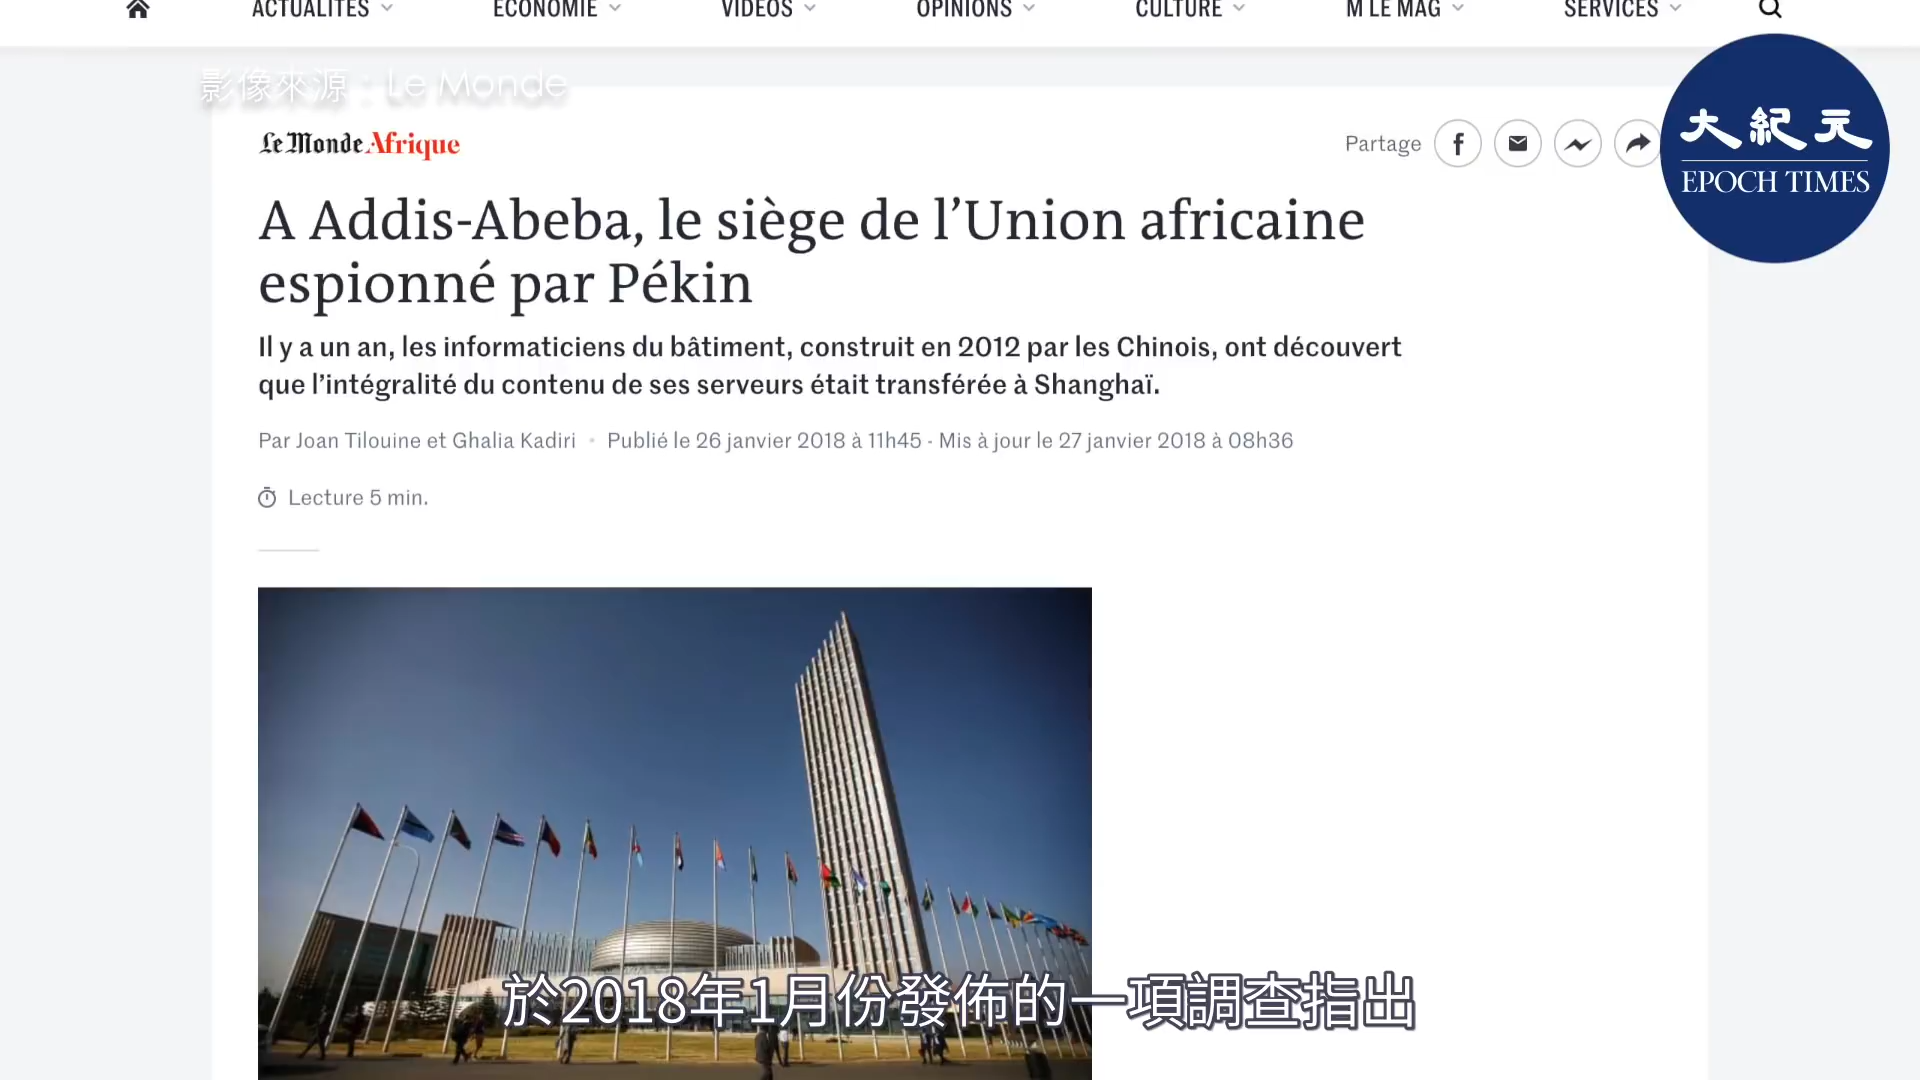 ACTUALITÉS
ÉCONOMIE
VIDÉOS
OPINIONS
CULTURE
M LE MAG
SERVICES
影像來源：Le Monde
Le Monde Afrique
Partage
大紀元
EPOCH TIMES
A Addis-Abeba, le siège de l’Union africaine
espionné par Pékin
Il y a un an, les informaticiens du bâtiment, construit en 2012 par les Chinois, ont découvert
que l’intégralité du contenu de ses serveurs était transférée à Shanghaï.
Par Joan Tilouine et Ghalia Kadiri • Publié le 26 janvier 2018 à 11h45 - Mis à jour le 27 janvier 2018 à 08h36
Lecture 5 min.
於2018年1月份發佈的一項調查指出